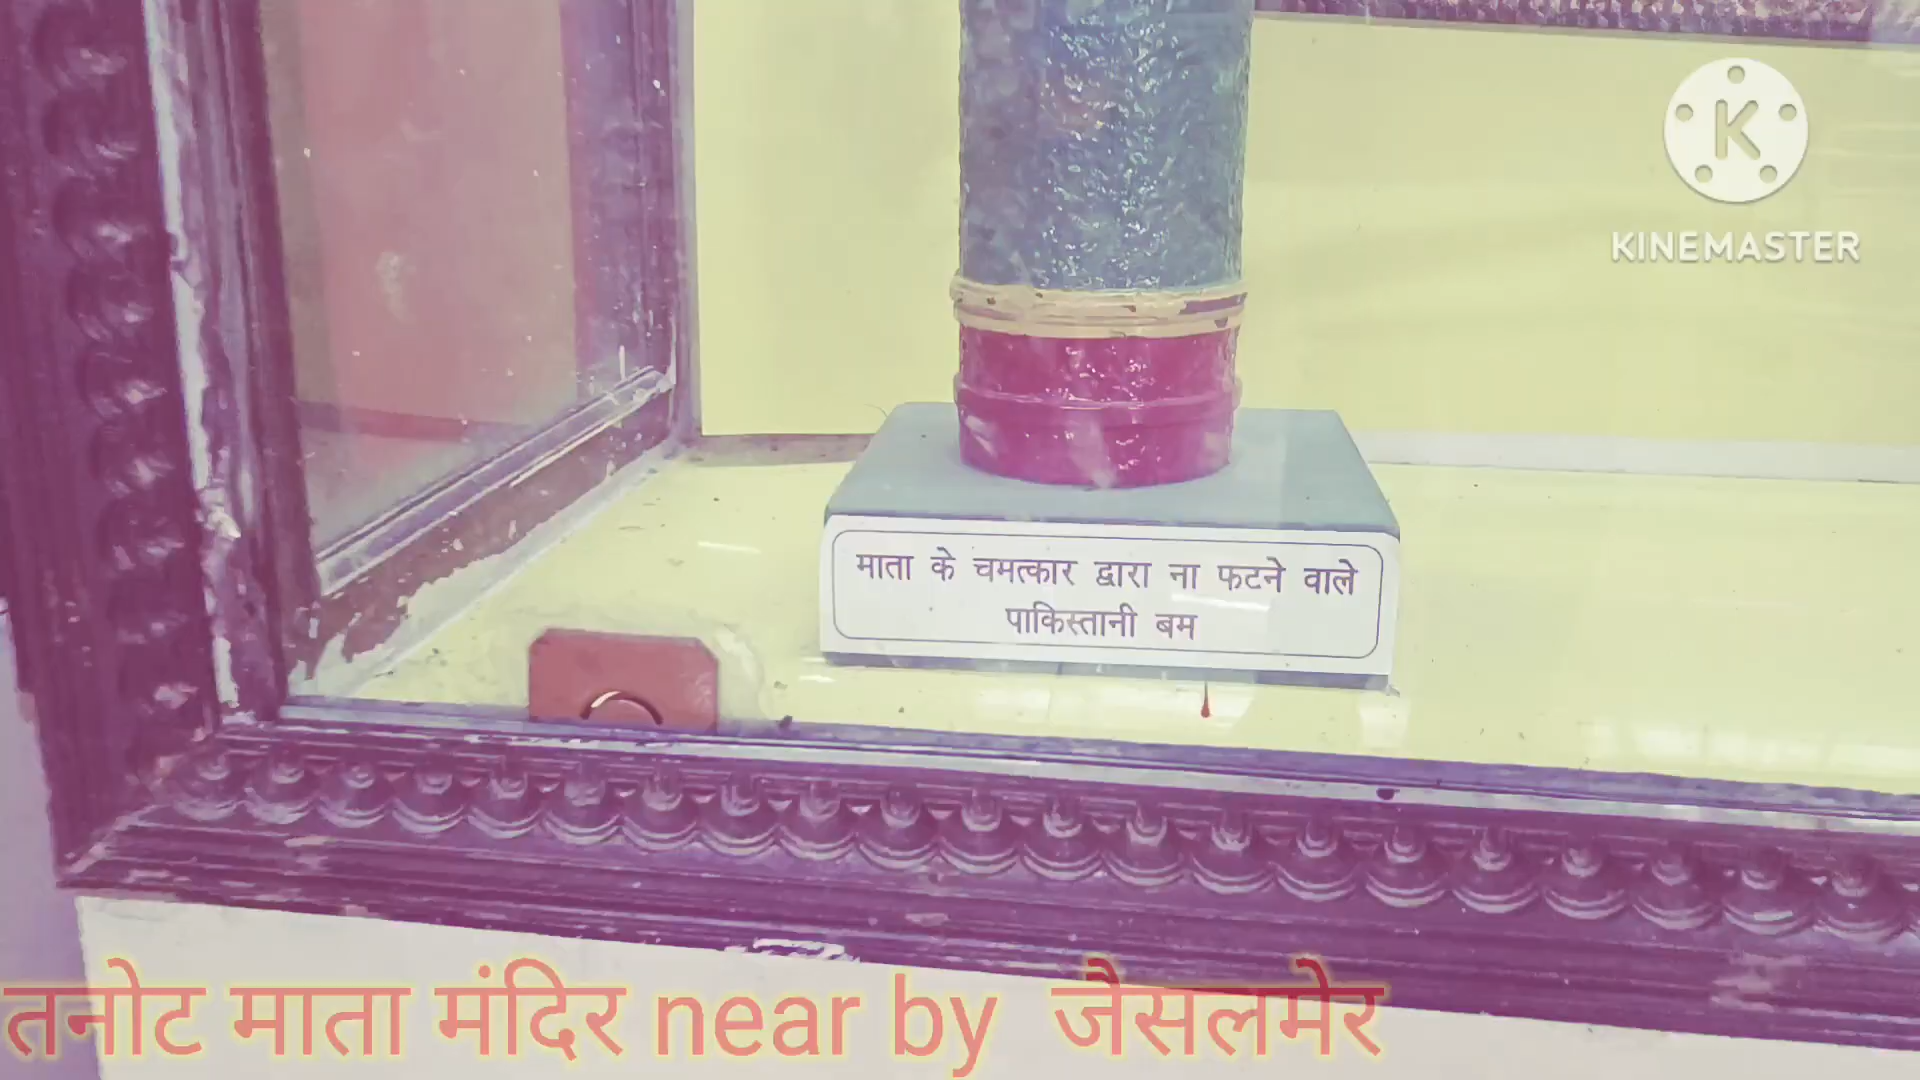 K
KINEMASTER
माता के चमत्कार द्वारा ना फटने वाले
पाकिस्तानी बम
तनोट माता मंदिर near by जैसलमेर